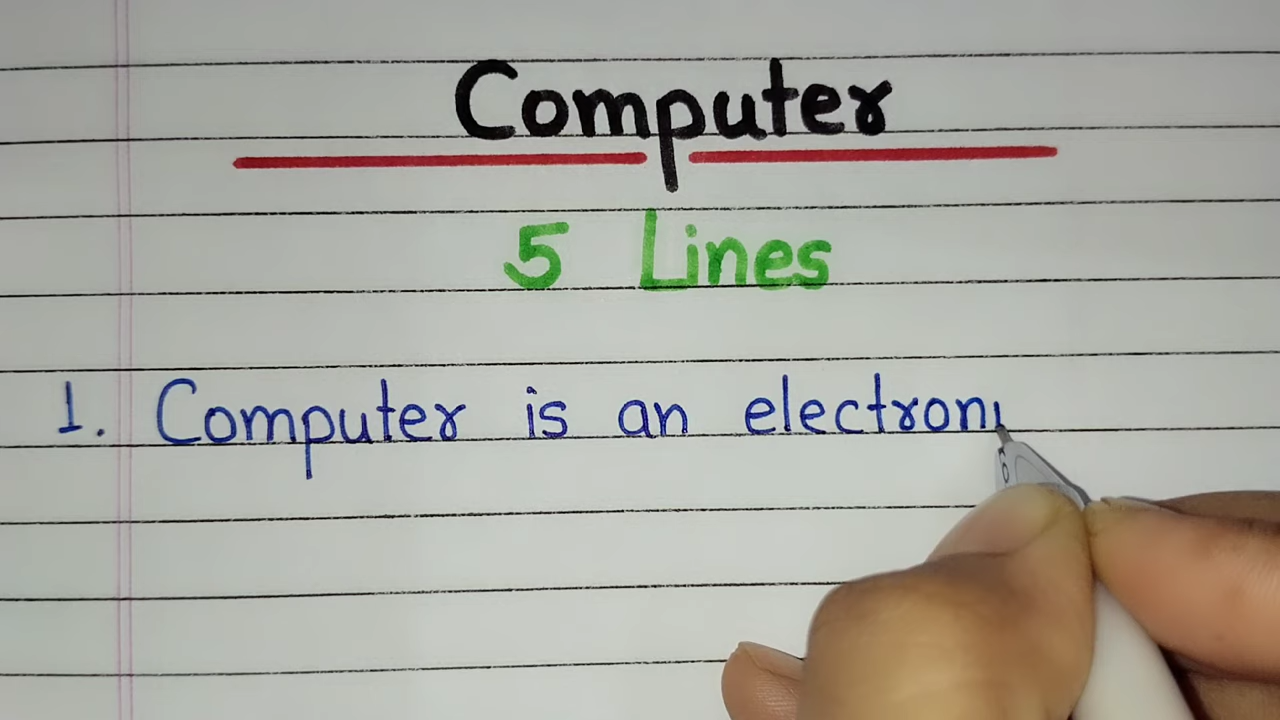 Computer
5 Lines
1. Computer is an electroni